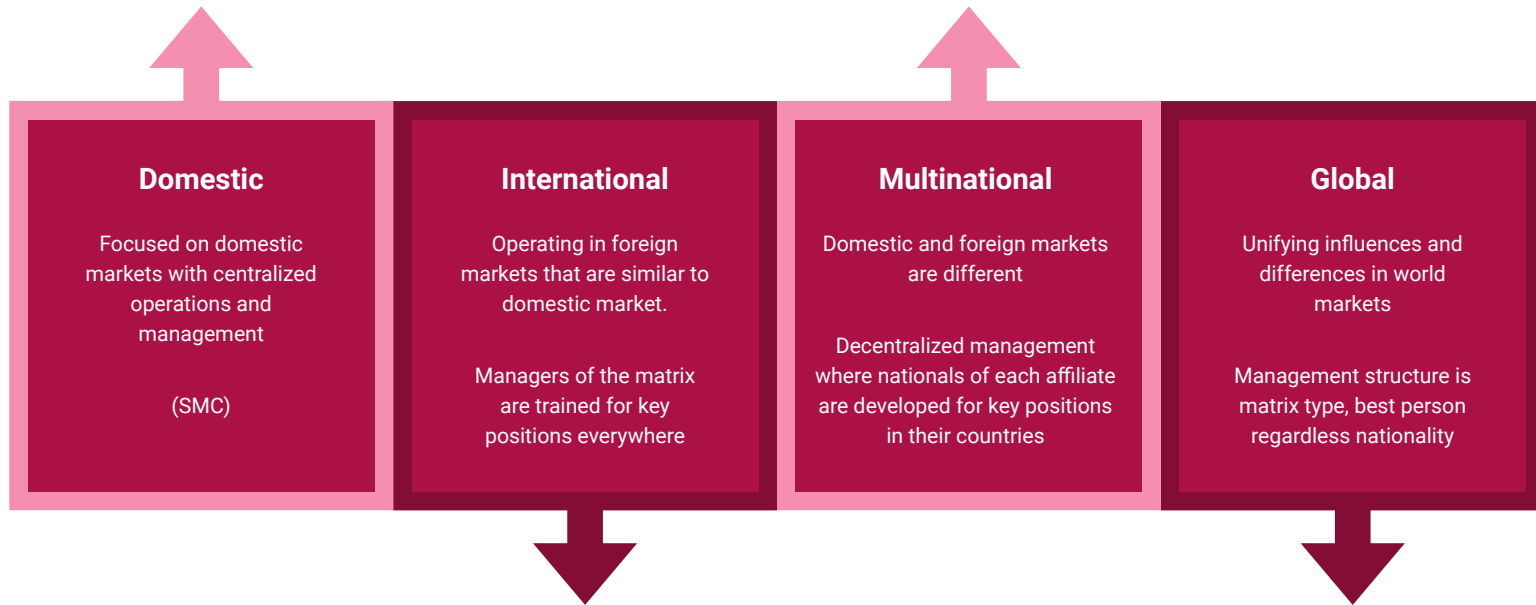 Domestic
Focused on domestic
markets with centralized
operations and
management
(SMC)
International
Operating in foreign
markets that are similar to
domestic market.
Managers of the matrix
are trained for key
positions everywhere
Multinational
Domestic and foreign markets
are different
Decentralized management
where nationals of each affiliate
are developed for key positions
in their countries
Global
Unifying influences and
differences in world
markets
Management structure is
matrix type, best person
regardless nationality